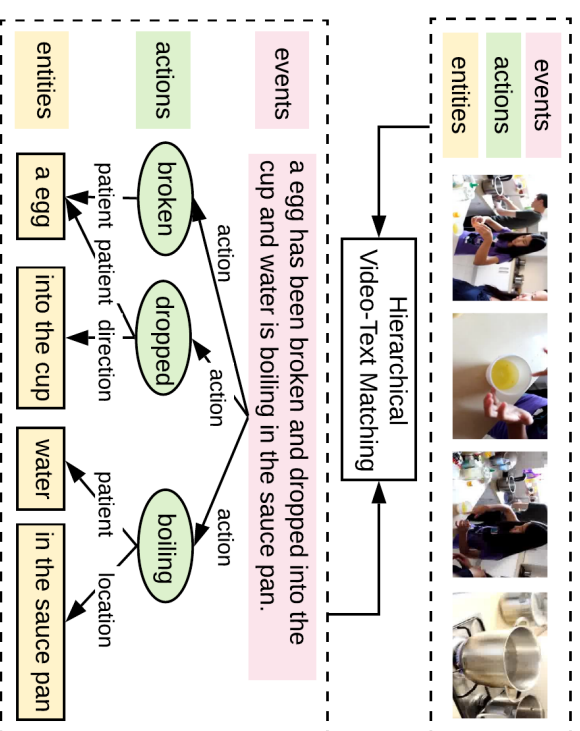 events
actions
entities
Hierarchical
Video-Text Matching
events
a egg has been broken and dropped into the
cup and water is boiling in the sauce pan.
action
action
action
actions
broken
dropped
boiling
patient
patient
direction
patient
location
entities
a egg
into the cup
water
in the sauce pan